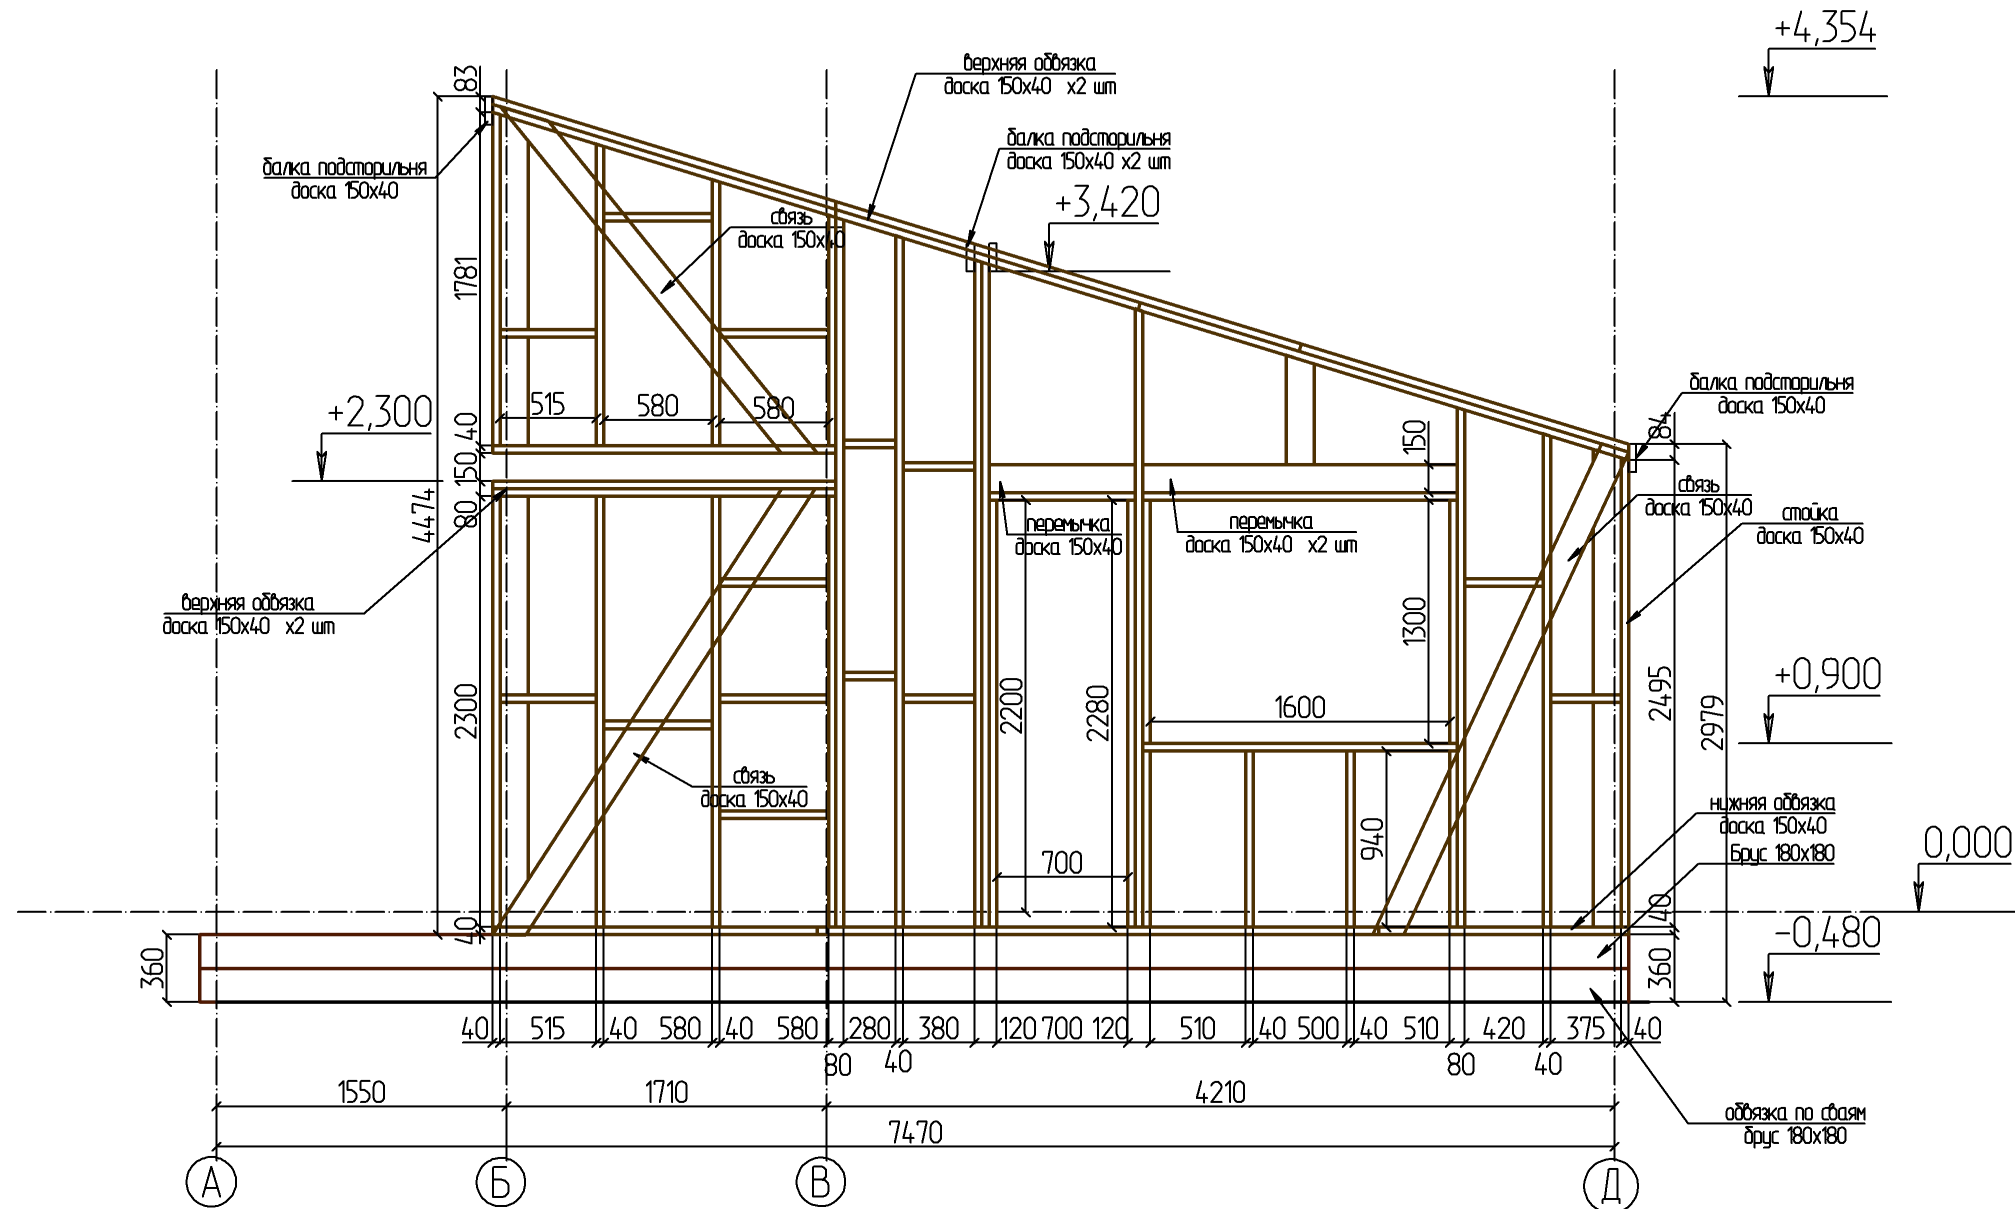 +4,354
верхняя обвязка
доска 150х40 х2 шт
83
балка подсторильня
доска 150х40 х2 шт
балка подсторильня
доска 150х40
+3,420
связь
доска 150х40
1781
балка подсторильня
доска 150х40
+2,300
515
580
580
40
84
150
150
4474
80
связь
доска 150х40
стойка
доска 150х40
перемычка
доска 150х40
перемычка
доска 150х40 х2 шт
верхняя обвязка
доска 150х40 х2 шт
1300
+0,900
2300
2200
2280
1600
2495
2979
связь
доска 150х40
нижняя обвязка
доска 150х40
Брус 180х180
940
700
0,000
40
40
-0,480
360
360
40
515
40
580
40
580
280
380
120
700
120
510
40
500
40
510
420
375
40
80
40
80
40
1550
1710
4210
обвязка по сваям
брус 180х180
7470
А
Б
В
Д